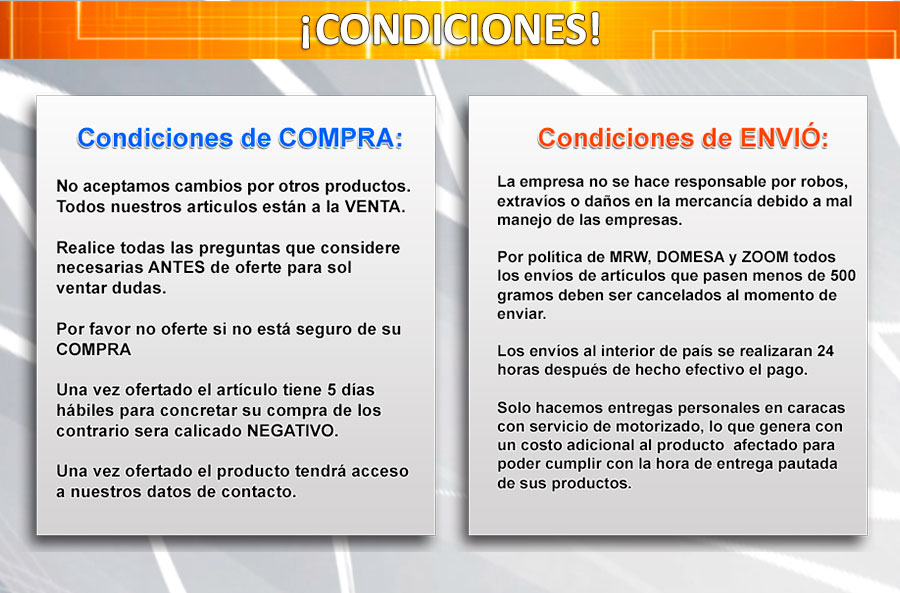 ¡CONDICIONES!
Condiciones de COMPRA:
No aceptamos cambios por otros productos.
Todos nuestros articulos están a la VENTA.
Realice todas las preguntas que considere
necesarias ANTES de oferte para sol
ventar dudas.
Por favor no oferte si no está seguro de su
COMPRA
Una vez ofertado el artículo tiene 5 días
hábiles para concretar su compra de los
contrario sera calicado NEGATIVO.
Una vez ofertado el producto tendrá acceso
a nuestros datos de contacto.
Condiciones de ENVIÓ:
La empresa no se hace responsable por robos,
extravíos o daños en la mercancía debido a mal
manejo de las empresas.
Por política de MRW, DOMESA y ZOOM todos
los envíos de artículos que pasen menos de 500
gramos deben ser cancelados al momento de
enviar.
Los envíos al interior de país se realizaran 24
horas después de hecho efectivo el pago.
Solo hacemos entregas personales en caracas
con servicio de motorizado, lo que genera con
un costo adicional al producto afectado para
poder cumplir con la hora de entrega pautada
de sus productos.